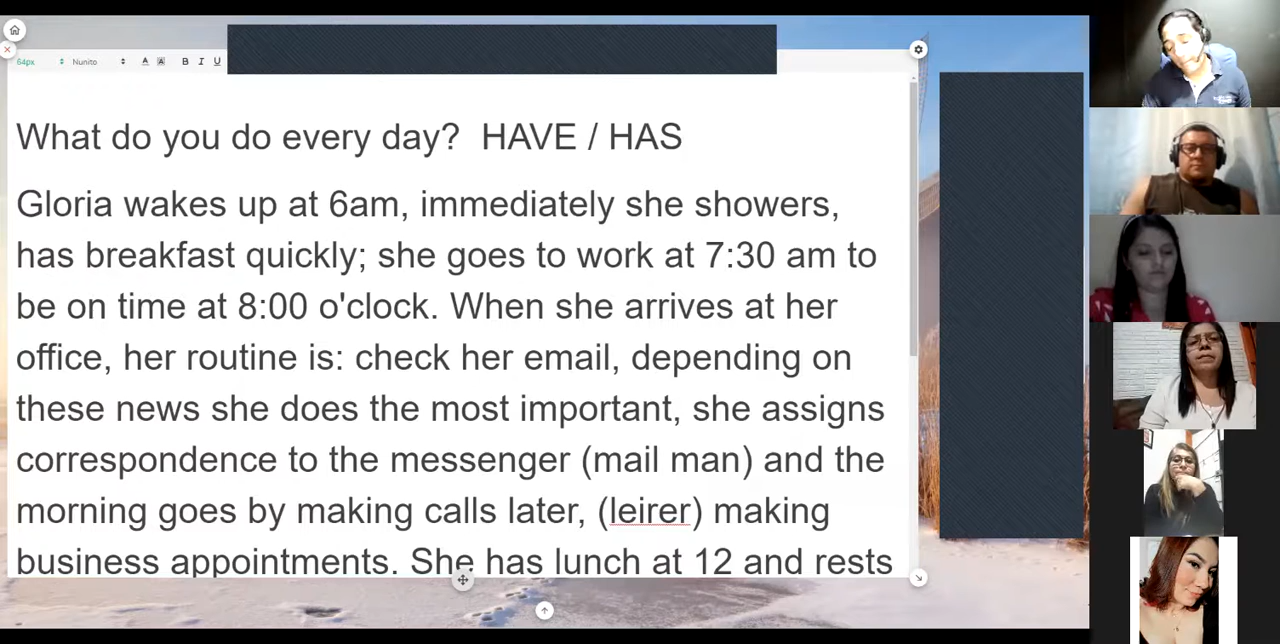 64px Nunito A A B I U
What do you do every day? HAVE / HAS
Gloria wakes up at 6am, immediately she showers,
has breakfast quickly; she goes to work at 7:30 am to
be on time at 8:00 o'clock. When she arrives at her
office, her routine is: check her email, depending on
these news she does the most important, she assigns
correspondence to the messenger (mail man) and the
morning goes by making calls later, (leirer) making
business appointments. She has lunch at 12 and rests